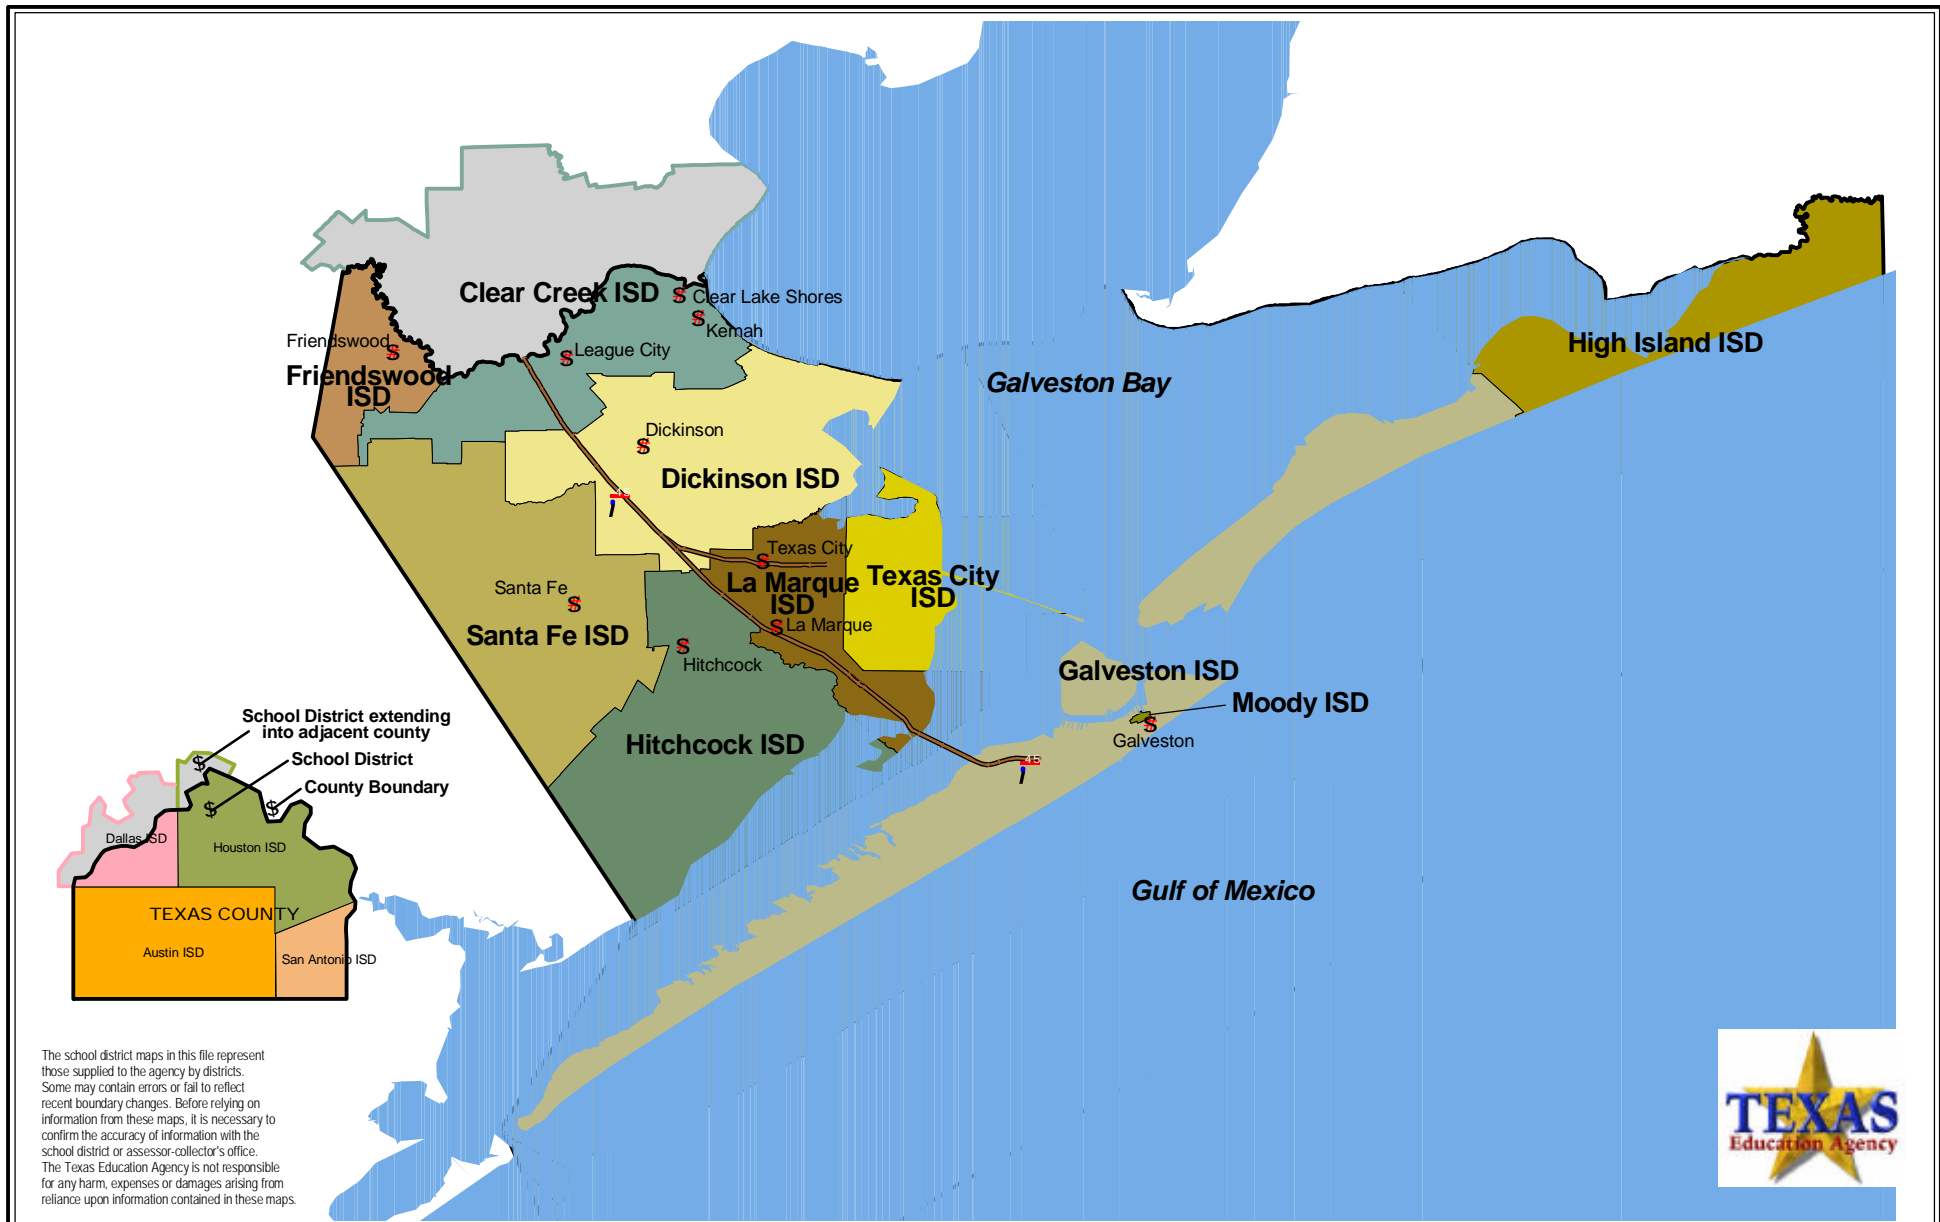 Clear Creek ISD
Clear Lake Shores
Kemah
Friendswood
League City
Friendswood
ISD
High Island ISD
Galveston Bay
Dickinson
Dickinson ISD
45
Texas City
La Marque
ISD
Texas City
ISD
Santa Fe
La Marque
Santa Fe ISD
Hitchcock
Galveston ISD
Moody ISD
Galveston
Hitchcock ISD
45
Gulf of Mexico
School District extending
into adjacent county
School District
County Boundary
Dallas ISD
Houston ISD
TEXAS COUNTY
Austin ISD
San Antonio ISD
The school district maps in this file represent
those supplied to the agency by districts.
Some may contain errors or fail to reflect
recent boundary changes. Before relying on
information from these maps, it is necessary to
confirm the accuracy of information with the
school district or assessor-collector's office.
The Texas Education Agency is not responsible
for any harm, expenses or damages arising from
reliance upon information contained in these maps.
TEXAS
Education Agency